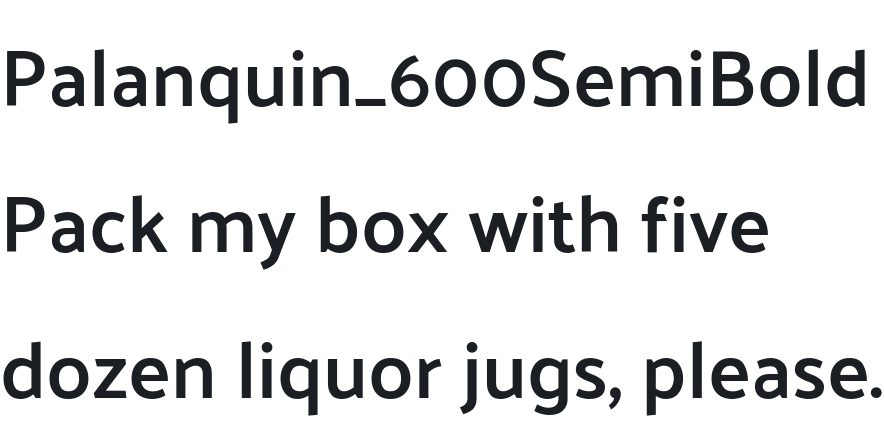 Palanquin_600SemiBold
Pack my box with five
dozen liquor jugs, please.